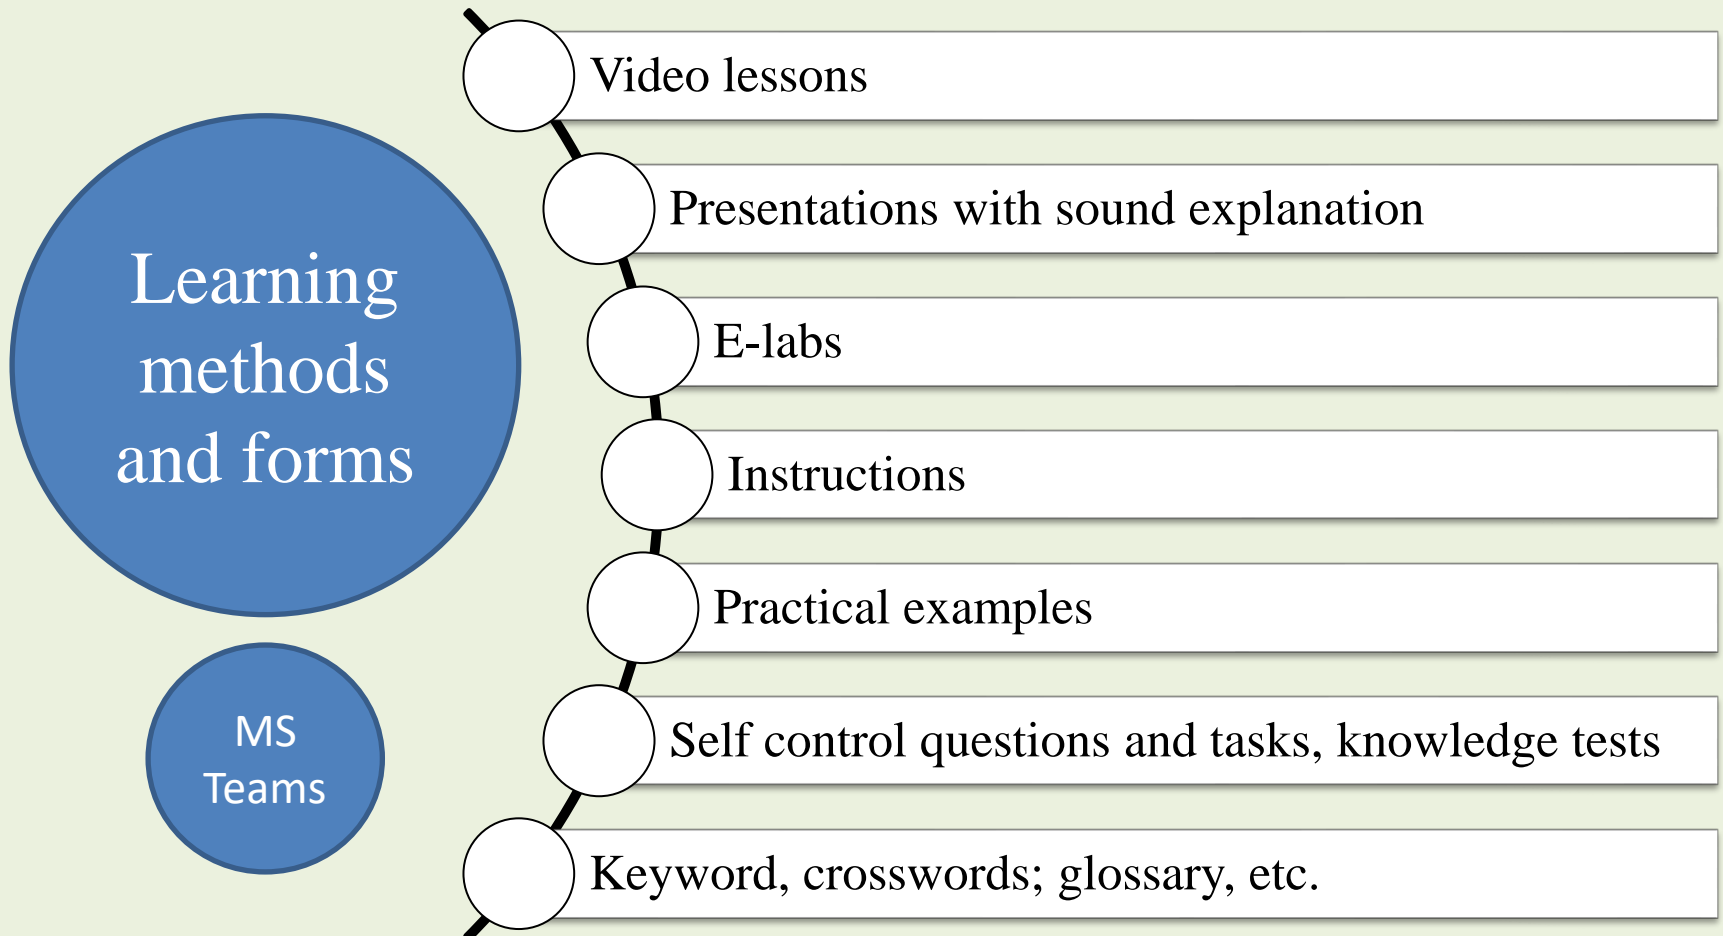 Learning
methods
and forms
MS
Teams
Video lessons
Presentations with sound explanation
E-labs
Instructions
Practical examples
Self control questions and tasks, knowledge tests
Keyword, crosswords; glossary, etc.